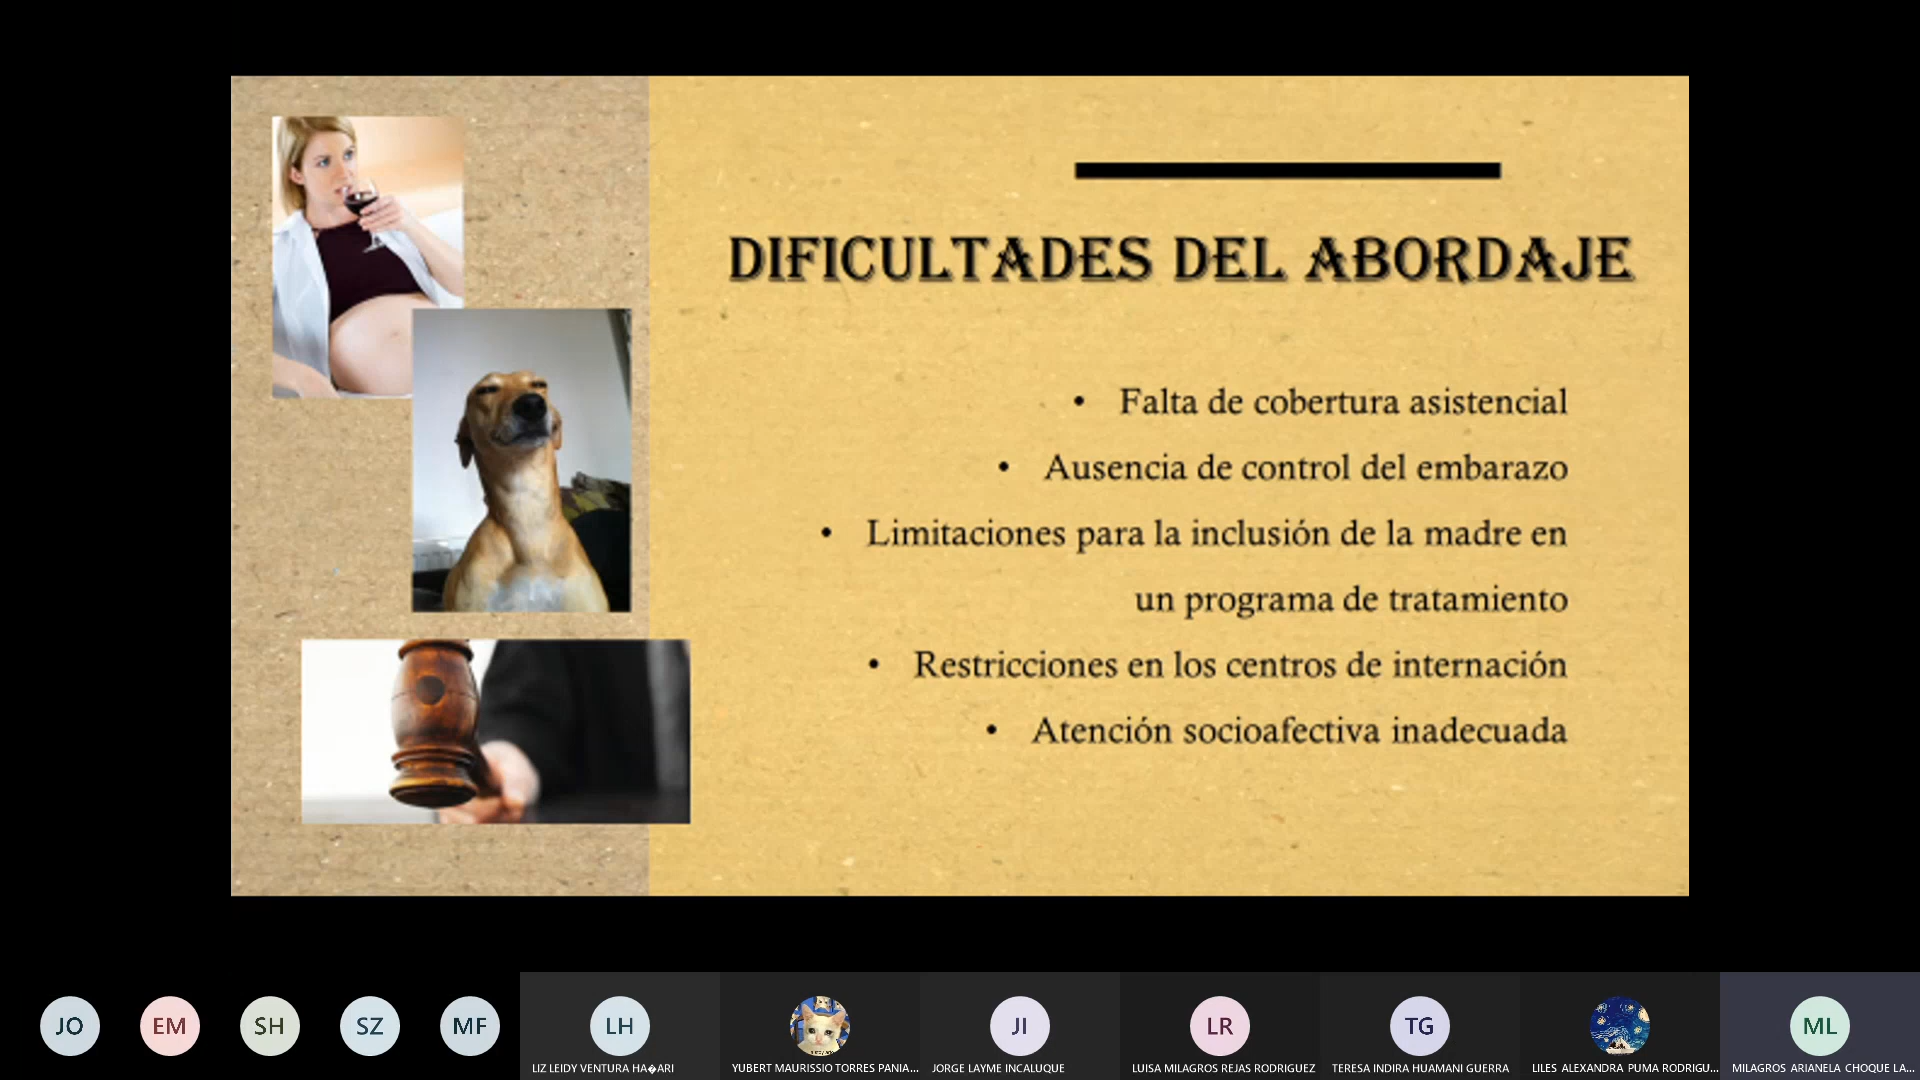 DIFICULTADES DEL ABORDAJE
• Falta de cobertura asistencial
• Ausencia de control del embarazo
• Limitaciones para la inclusión de la madre en
un programa de tratamiento
• Restricciones en los centros de internación
• Atención socioafectiva inadecuada
JO
EM
SH
SZ
MF
LH
JI
LR
TG
ML
LIZ LEIDY VENTURA HA�ARI
YUBERT MAURISSIO TORRES PANIA...
JORGE LAYME INCALUQUE
LUISA MILAGROS REJAS RODRIGUEZ
TERESA INDIRA HUAMANI GUERRA
LILES ALEXANDRA PUMA RODRIGU...
MILAGROS ARIANELA CHOQUE LA...